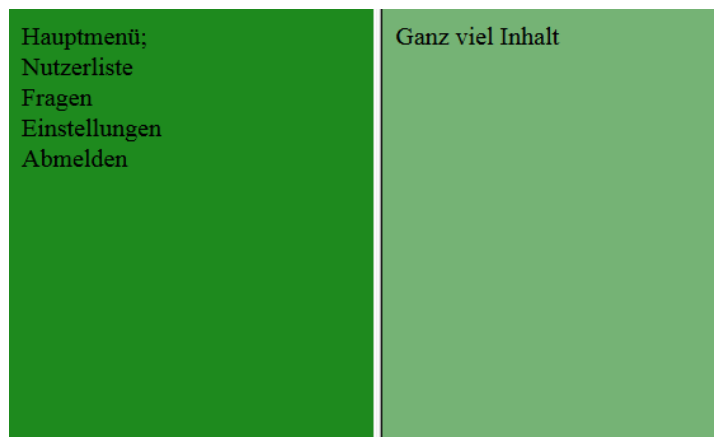 Hauptmenü;
Nutzerliste
Fragen
Einstellungen
Abmelden
Ganz viel Inhalt